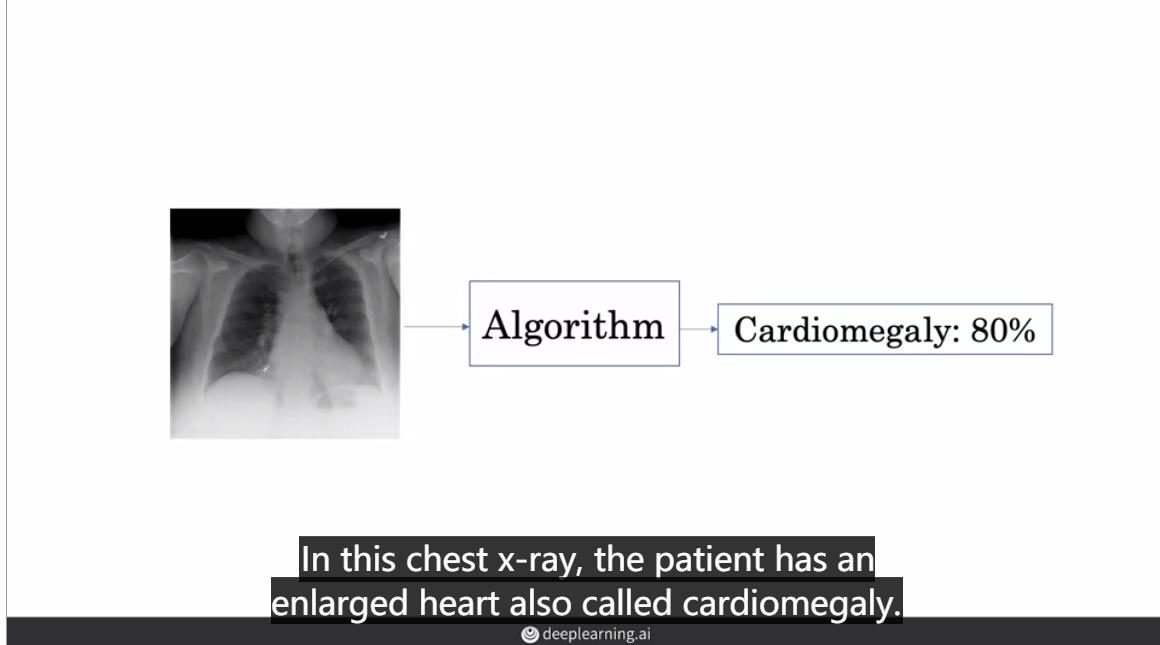 Algorithm
Cardiomegaly: 80%
In this chest x-ray, the patient has an
enlarged heart also called cardiomegaly.
deeplearning.ai